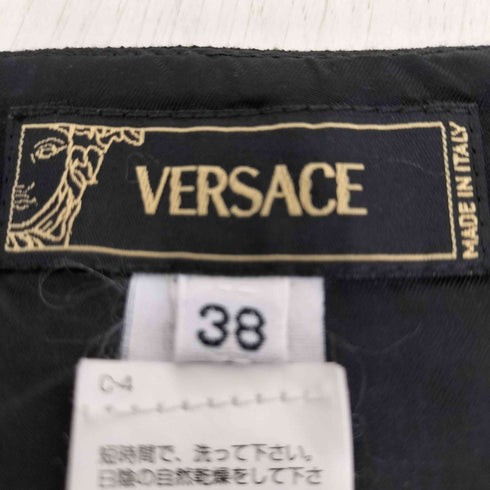 VERSACE
MADE IN ITALY
38
0-4
短時間で、洗って下さい。
日陰の自然乾燥をして下さ